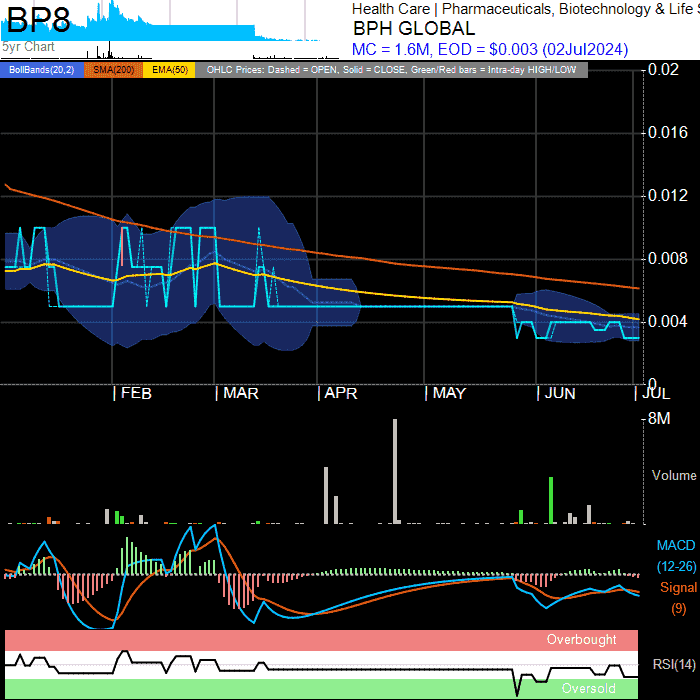 BP8
5yr Chart
Health Care | Pharmaceuticals, Biotechnology & Life S
BPH GLOBAL
MC = 1.6M, EOD = $0.003 (02Jul2024)
BollBands(20,2) SMA(200) EMA(50) OHLC Prices: Dashed = OPEN, Solid = CLOSE, Green/Red bars = Intra-day HIGH/LOW
0.02
0.016
0.012
0.008
0.004
0
FEB MAR APR MAY JUN JUL
8M
Volume
MACD
(12-26)
Signal
(9)
Overbought
RSI(14)
Oversold